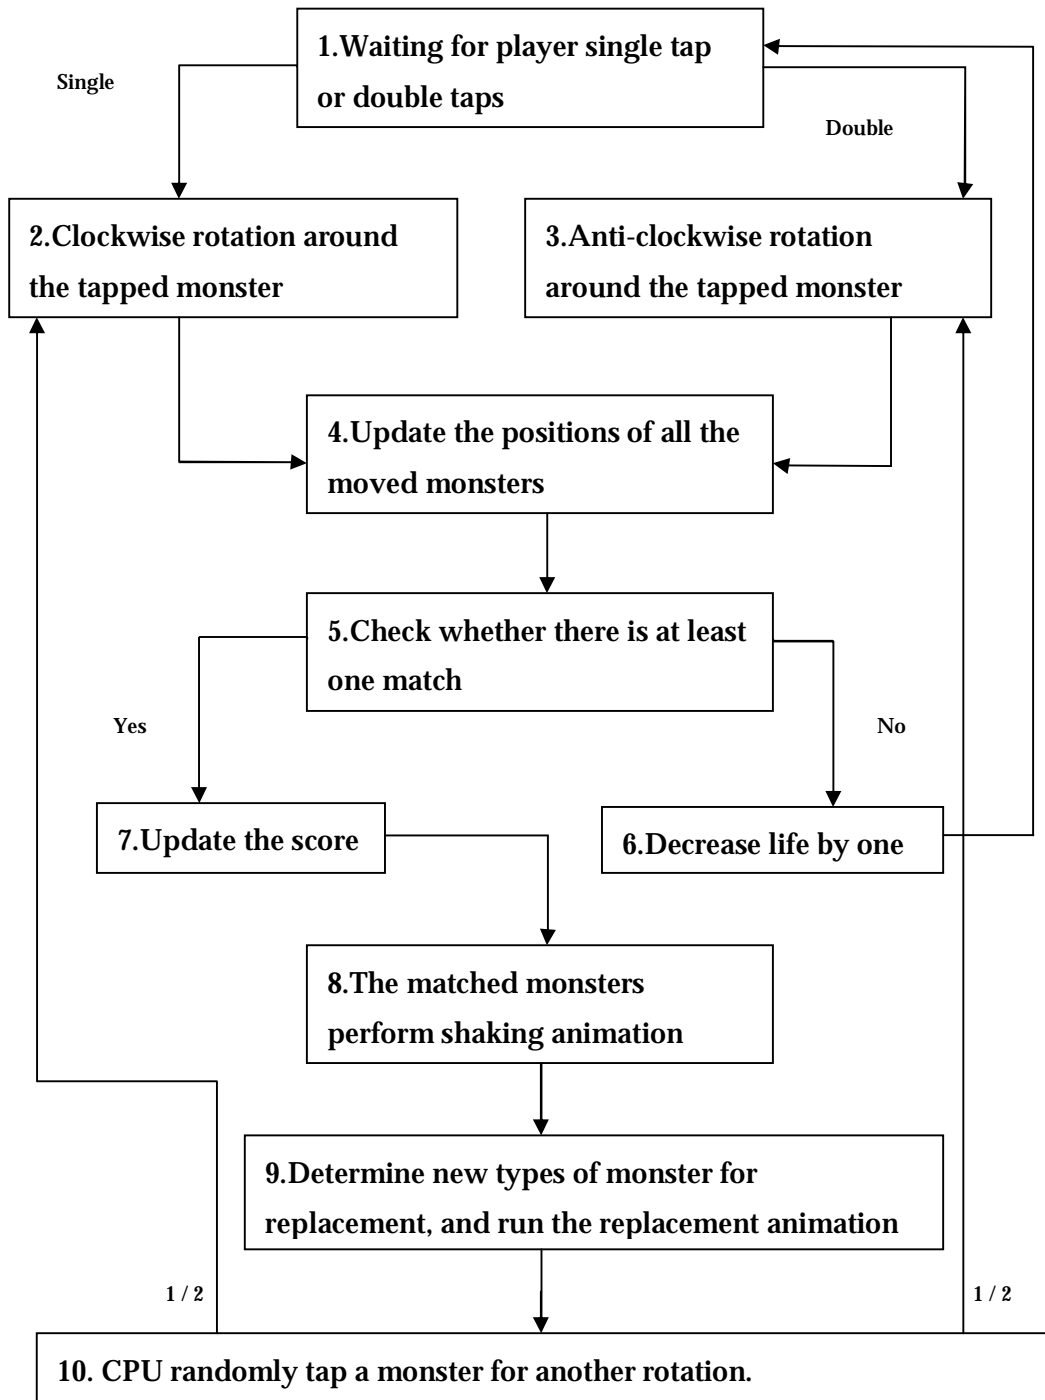 1.Waiting for player single tap
or double taps
Single
Double
2.Clockwise rotation around
the tapped monster
3.Anti-clockwise rotation
around the tapped monster
4.Update the positions of all the
moved monsters
5.Check whether there is at least
one match
Yes
No
7.Update the score
6.Decrease life by one
8.The matched monsters
perform shaking animation
9.Determine new types of monster for
replacement, and run the replacement animation
1 / 2
1 / 2
10. CPU randomly tap a monster for another rotation.